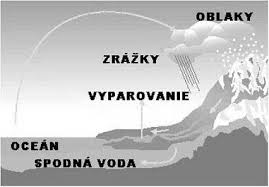 OBLAKY
ZRÁŽKY
VYPAROVANIE
OCEÁN
SPODNÁ VODA